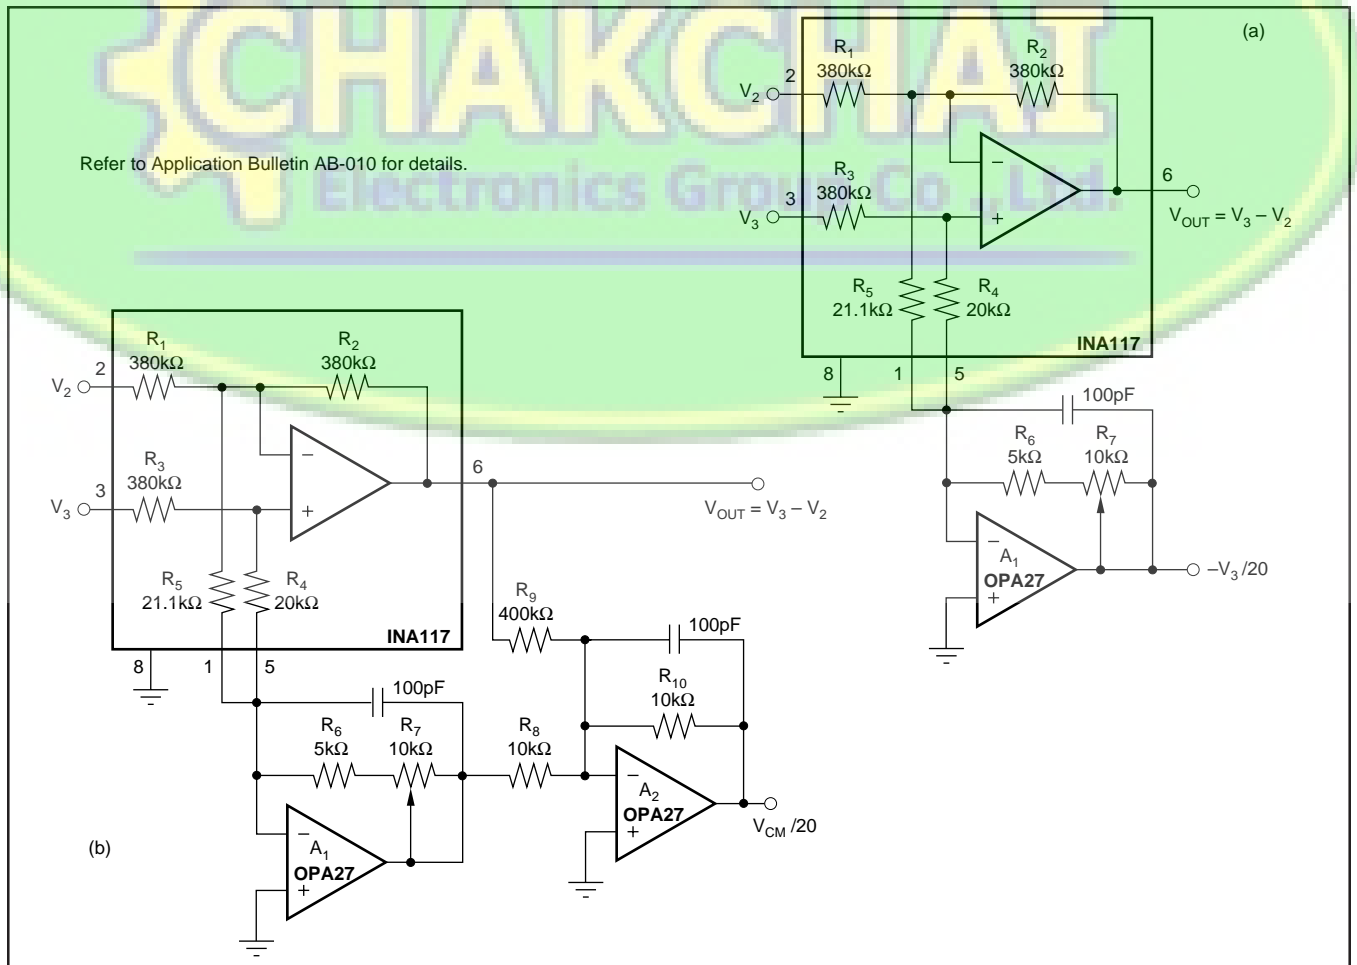 CHAKCHAI
Electronics Group Co .,Ltd.
(a)
Refer to Application Bulletin AB-010 for details.
R1
380kΩ
R2
380kΩ
V2
2
R3
380kΩ
V3
3
−
+
6
VOUT = V3 – V2
R5
21.1kΩ
R4
20kΩ
INA117
8
1
5
100pF
R6
5kΩ
R7
10kΩ
−
A1
OPA27
+
–V3 /20
(b)
R1
380kΩ
R2
380kΩ
V2
2
R3
380kΩ
V3
3
−
+
6
VOUT = V3 – V2
R5
21.1kΩ
R4
20kΩ
INA117
8
1
5
100pF
R6
5kΩ
R7
10kΩ
−
A1
OPA27
+
R8
10kΩ
R9
400kΩ
100pF
R10
10kΩ
−
A2
OPA27
+
VCM /20